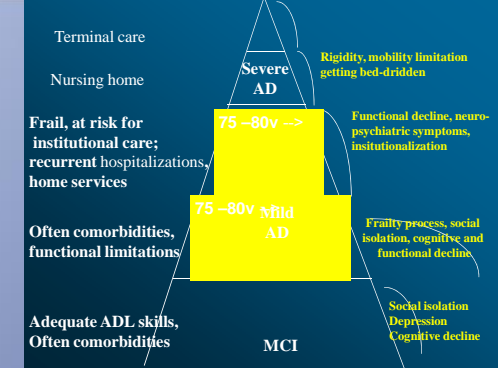 Terminal care
Nursing home
Severe
AD
Rigidity, mobility limitation
getting bed-dridden
Frail, at risk for
institutional care;
recurrent hospitalizations,
home services
75 –80v -->
Functional decline, neuro-
psychiatric symptoms,
insitutionalization
Often comorbidities,
functional limitations
75 –80v
Mild
AD
Frailty process, social
isolation, cognitive and
functional decline
Adequate ADL skills,
Often comorbidities
MCI
Social isolation
Depression
Cognitive decline